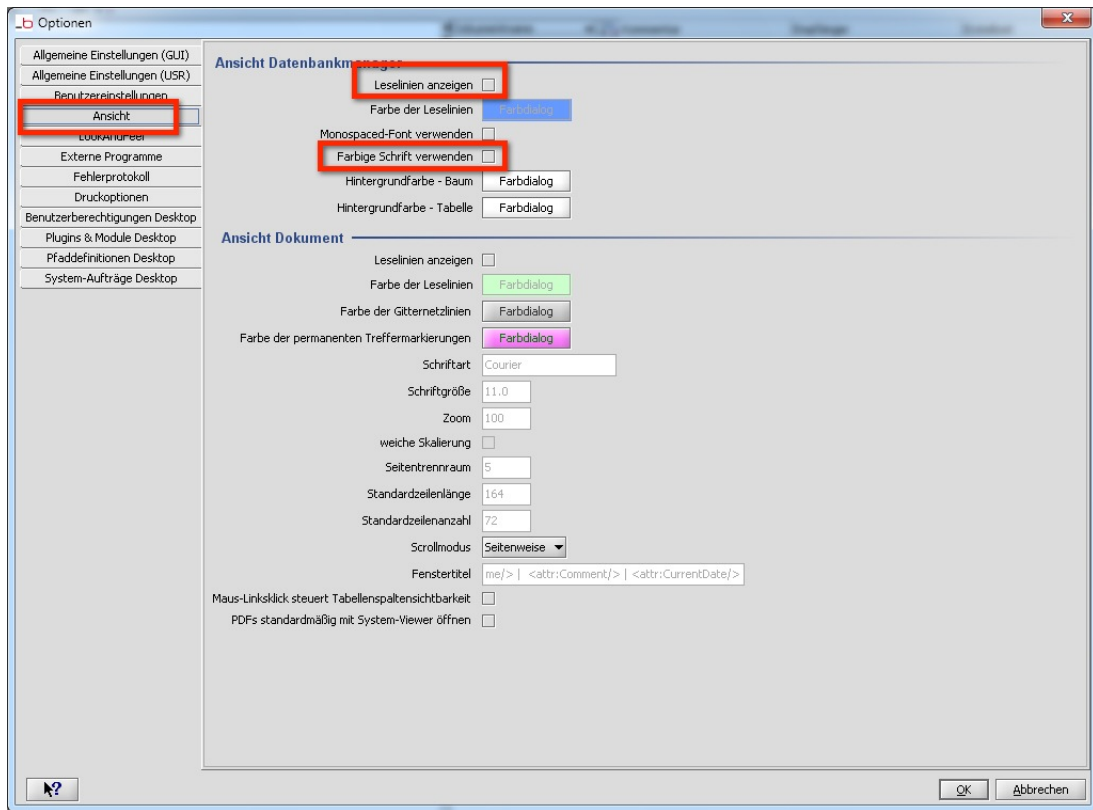 Optionen
Allgemeine Einstellungen (GUI)
Allgemeine Einstellungen (USR)
Benutzereinstellungen
Ansicht
LookAndFeel
Externe Programme
Fehlerprotokoll
Druckoptionen
Benutzerberechtigungen Desktop
Plugins & Module Desktop
Pfaddefinitionen Desktop
System-Aufträge Desktop
Ansicht Datenbankmanager
Leselinien anzeigen
Farbe der Leselinien Farbdialog
Monospaced-Font verwenden
Farbige Schrift verwenden
Hintergrundfarbe - Baum Farbdialog
Hintergrundfarbe - Tabelle Farbdialog
Ansicht Dokument
Leselinien anzeigen
Farbe der Leselinien Farbdialog
Farbe der Gitternetzlinien Farbdialog
Farbe der permanenten Treffermarkierungen Farbdialog
Schriftart Courier
Schriftgröße 11.0
Zoom 100
weiche Skalierung
Seitentrennraum 5
Standardzeilenlänge 164
Standardzeilenanzahl 72
Scrollmodus Seitenweise
Fenstertitel me/> | <attr:Comment/> | <attr:CurrentDate/>
Maus-Linksklick steuert Tabellenspaltensichtbarkeit
PDFs standardmäßig mit System-Viewer öffnen
?
OK Abbrechen